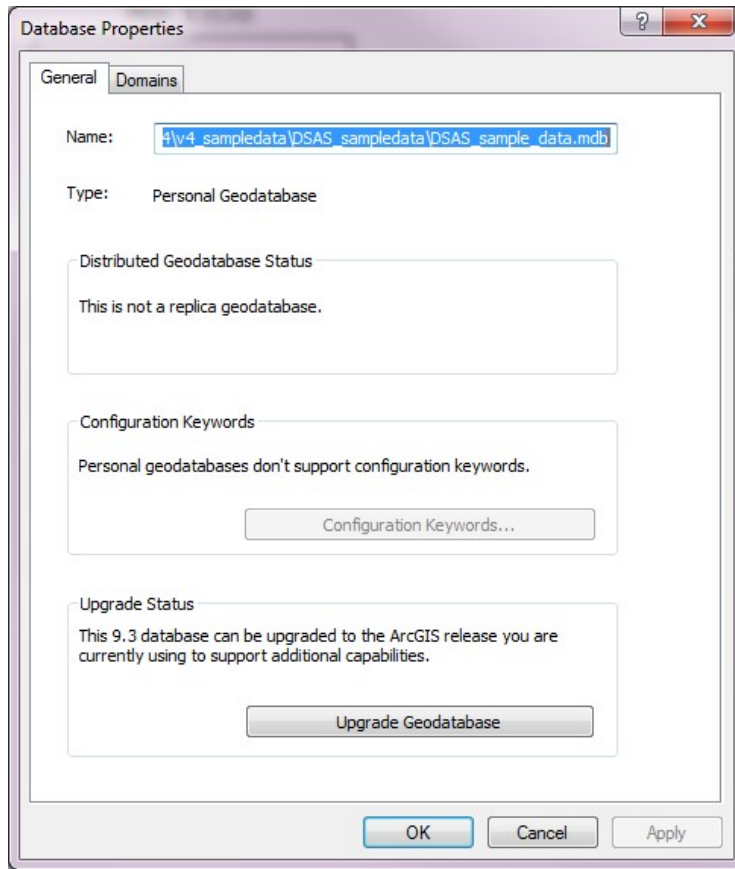 Database Properties
General
Domains
Name:
4\v4_sampledata\DSAS_sampledata\DSAS_sample_data.mdb
Type:
Personal Geodatabase
Distributed Geodatabase Status
This is not a replica geodatabase.
Configuration Keywords
Personal geodatabases don't support configuration keywords.
Configuration Keywords...
Upgrade Status
This 9.3 database can be upgraded to the ArcGIS release you are
currently using to support additional capabilities.
Upgrade Geodatabase
OK
Cancel
Apply